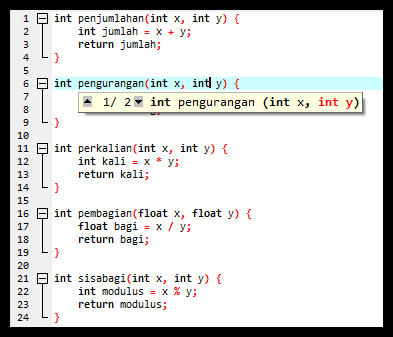 1 int penjumlahan(int x, int y) {
2 int jumlah = x + y;
3 return jumlah;
4 }
5
6 int pengurangan(int x, int y) {
7 1/ 2 int pengurangan (int x, int y)
8
9 }
10
11 int perkalian(int x, int y) {
12 int kali = x * y;
13 return kali;
14 }
15
16 int pembagian(float x, float y) {
17 float bagi = x / y;
18 return bagi;
19 }
20
21 int sisabagi(int x, int y) {
22 int modulus = x % y;
23 return modulus;
24 }